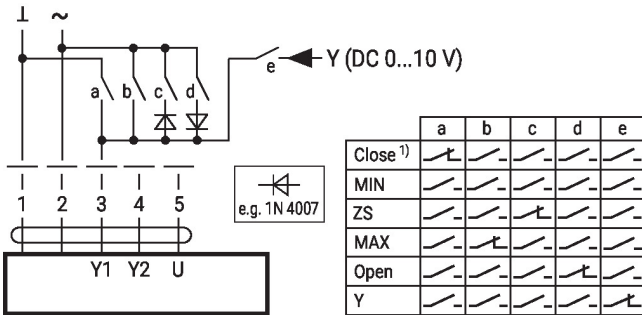 ⊥ ~
e Y (DC 0...10 V)
a b c d
1 2 3 4 5
e.g. 1N 4007
Y1 Y2 U
a b c d e
Close 1)
MIN
ZS
MAX
Open
Y